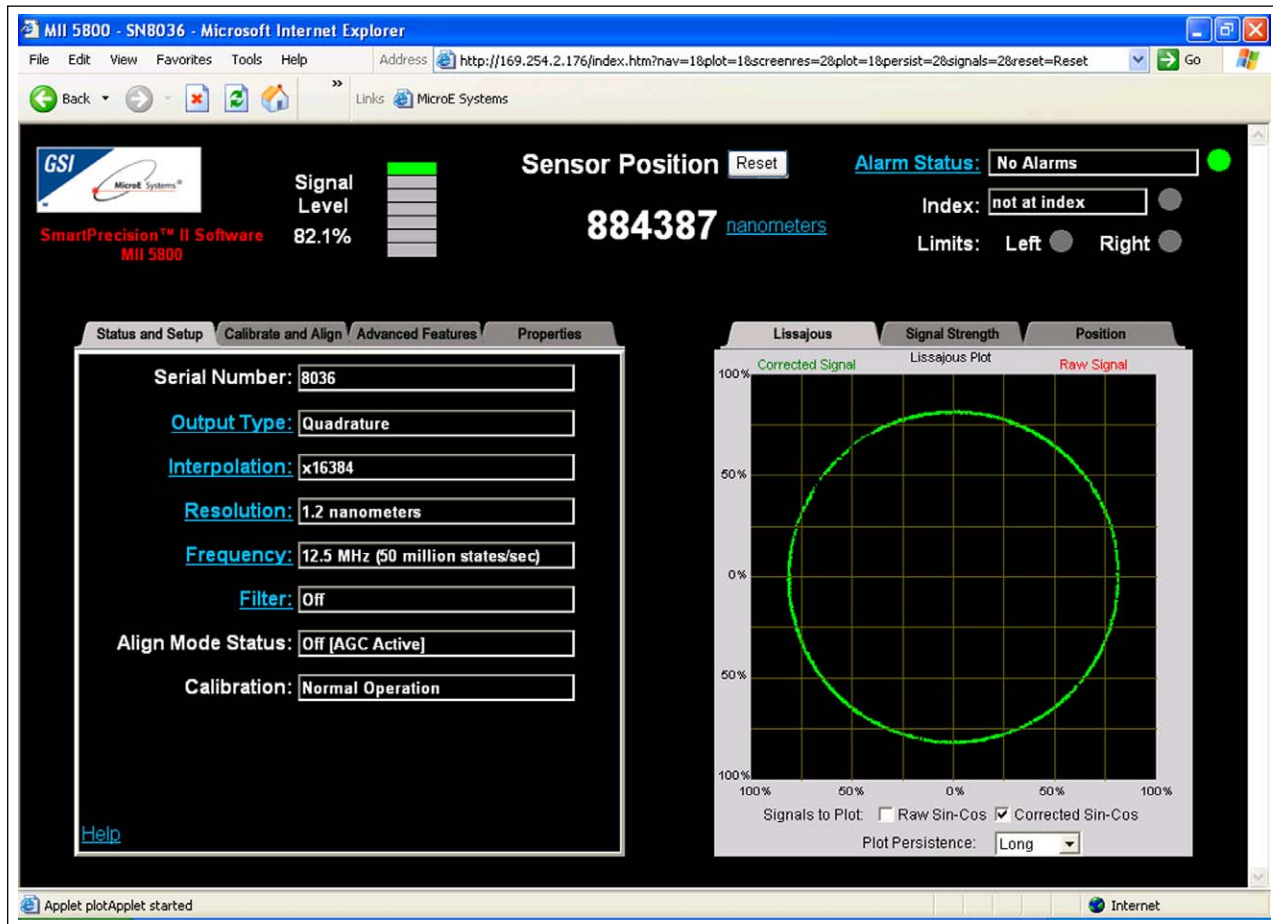 MII 5800 - SN8036 - Microsoft Internet Explorer
File Edit View Favorites Tools Help Address http://169.254.2.176/index.htm?nav=1&plot=1&screenres=2&plot=1&persist=2&signals=2&reset=Reset Go
Back » Links MicroE Systems
GSI
MicroE Systems®
SmartPrecision™ II Software
MII 5800
Signal
Level
82.1%
Sensor Position Reset
884387 nanometers
Alarm Status: No Alarms
Index: not at index
Limits: Left Right
Status and Setup Calibrate and Align Advanced Features Properties
Serial Number: 8036
Output Type: Quadrature
Interpolation: x16384
Resolution: 1.2 nanometers
Frequency: 12.5 MHz (50 million states/sec)
Filter: Off
Align Mode Status: Off [AGC Active]
Calibration: Normal Operation
Help
Lissajous Signal Strength Position
Lissajous Plot
Corrected Signal Raw Signal
100%
50%
0%
50%
100%
100% 50% 0% 50% 100%
Signals to Plot: Raw Sin-Cos Corrected Sin-Cos
Plot Persistence: Long
Applet plotApplet started Internet